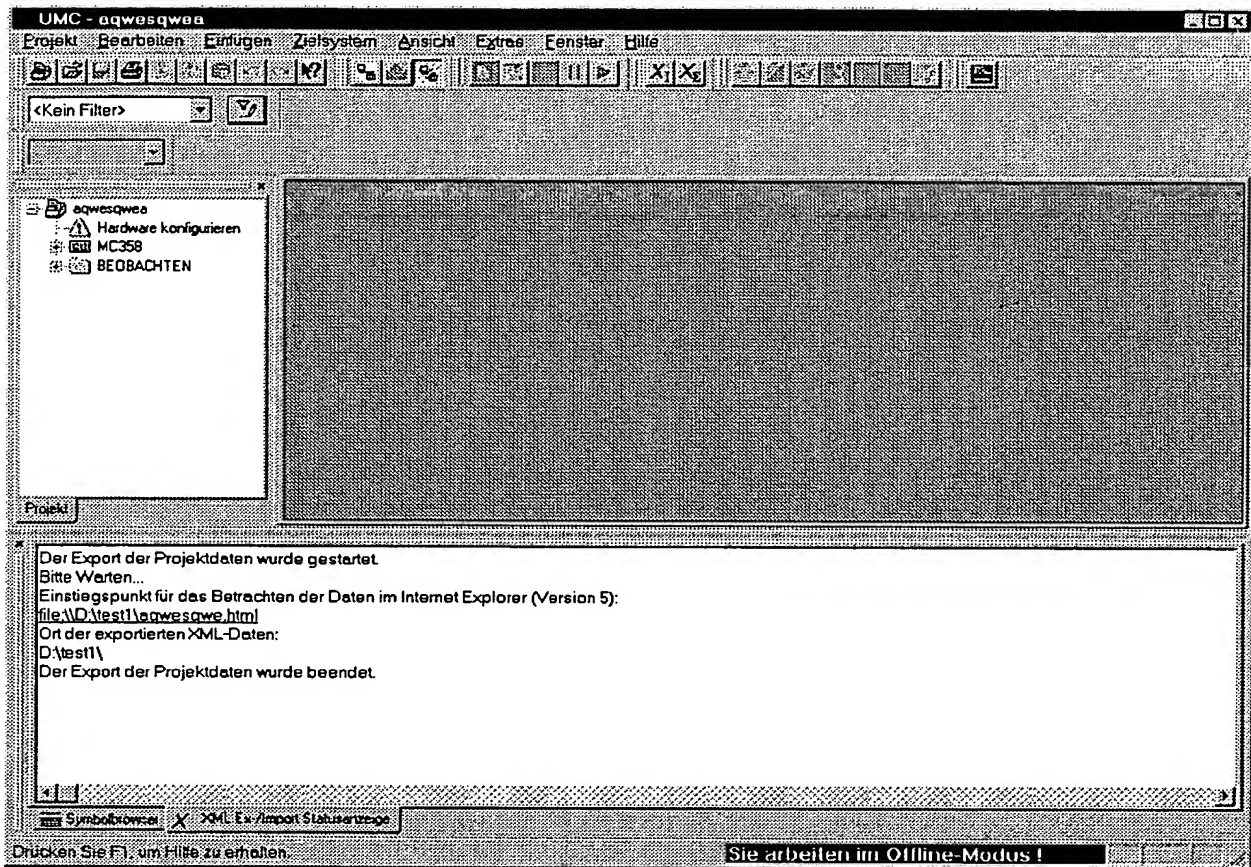 UMC - aqwesqwea
Projekt Bearbeiten Einfügen Zielsystem Ansicht Extras Fenster Hilfe
<Kein Filter>
aqwesqwea
Hardware konfigurieren
MC358
BEOBACHTEN
Projekt
Der Export der Projektdaten wurde gestartet.
Bitte Warten...
Einstiegspunkt für das Betrachten der Daten im Internet Explorer (Version 5):
file:\\D:\test1\aqwesqwe.html
Ort der exportierten XML-Daten:
D:\test1\
Der Export der Projektdaten wurde beendet.
Symbolbrowser XML Ex-/Import Statusanzeige
Drücken Sie F1, um Hilfe zu erhalten. Sie arbeiten im Offline-Modus !